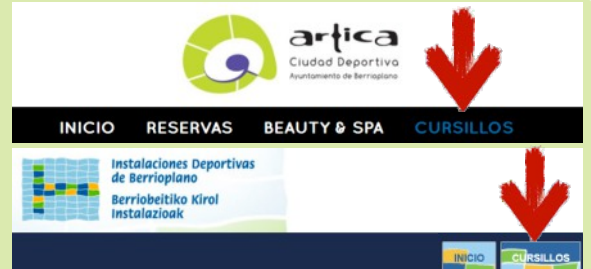 artica
Ciudad Deportiva
Ayuntamiento de Berrioplano
INICIO RESERVAS BEAUTY & SPA CURSILLOS
Instalaciones Deportivas
de Berrioplano
Berriobeitiko Kirol
Instalazioak
INICIO CURSILLOS